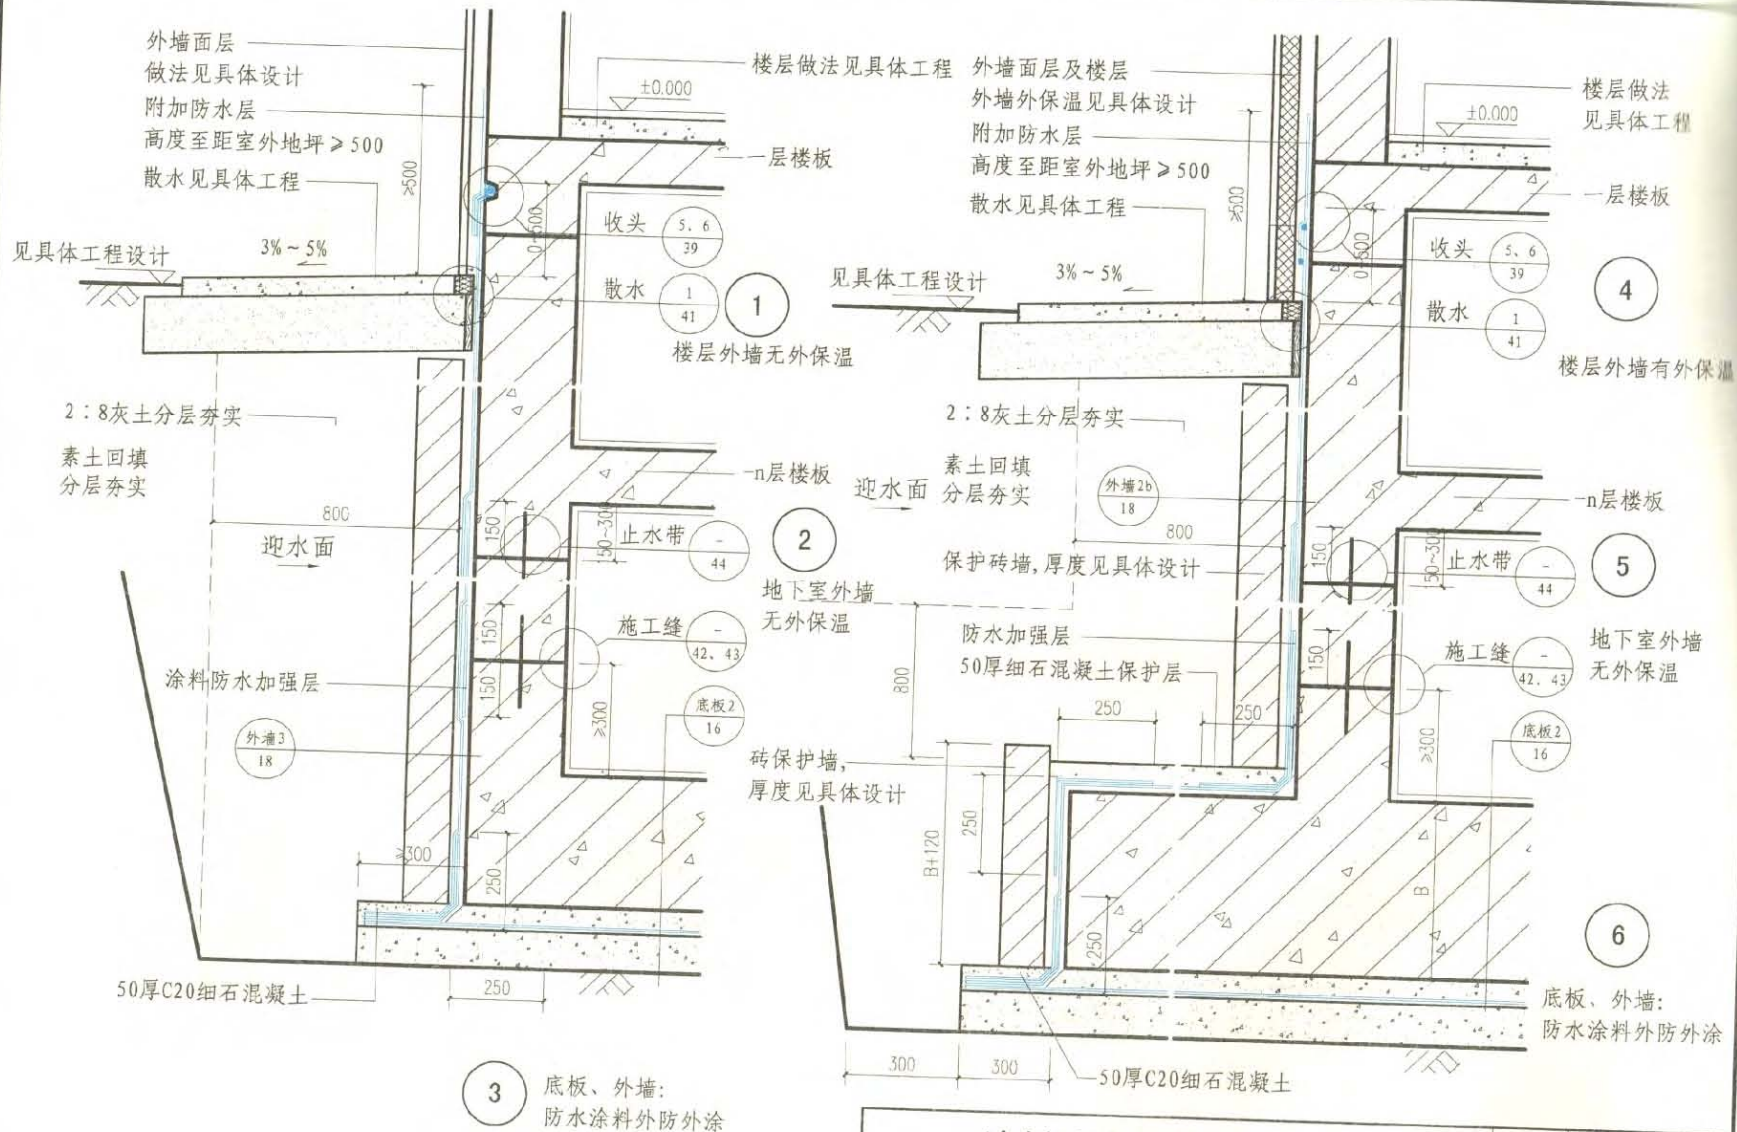 外墙面层
做法见具体设计
附加防水层
高度至距室外地坪≥500
散水见具体工程
见具体工程设计
3%~5%
≥500
楼层做法见具体工程
±0.000
一层楼板
0~500
收头 5、6/39
散水 1/41
1
楼层外墙无外保温
2:8灰土分层夯实
素土回填
分层夯实
800
迎水面
-n层楼板
150
150~300
止水带 -/44
2
地下室外墙
无外保温
150
150
施工缝 -/42、43
涂料防水加强层
≥300
底板2/16
外墙3/18
≥300
250
50厚C20细石混凝土
250
3
底板、外墙:
防水涂料外防外涂
外墙面层及楼层
外墙外保温见具体设计
附加防水层
高度至距室外地坪≥500
散水见具体工程
见具体工程设计
3%~5%
≥500
楼层做法
见具体工程
±0.000
一层楼板
0~500
收头 5、6/39
散水 1/41
4
楼层外墙有外保温
2:8灰土分层夯实
素土回填
分层夯实
迎水面
外墙2b/18
800
保护砖墙,厚度见具体设计
-n层楼板
150
150~300
止水带 -/44
5
地下室外墙
无外保温
防水加强层
50厚细石混凝土保护层
150
施工缝 -/42、43
800
250
250
≥300
底板2/16
砖保护墙,
厚度见具体设计
B+120
250
250
B
6
底板、外墙:
防水涂料外防外涂
300
300
50厚C20细石混凝土